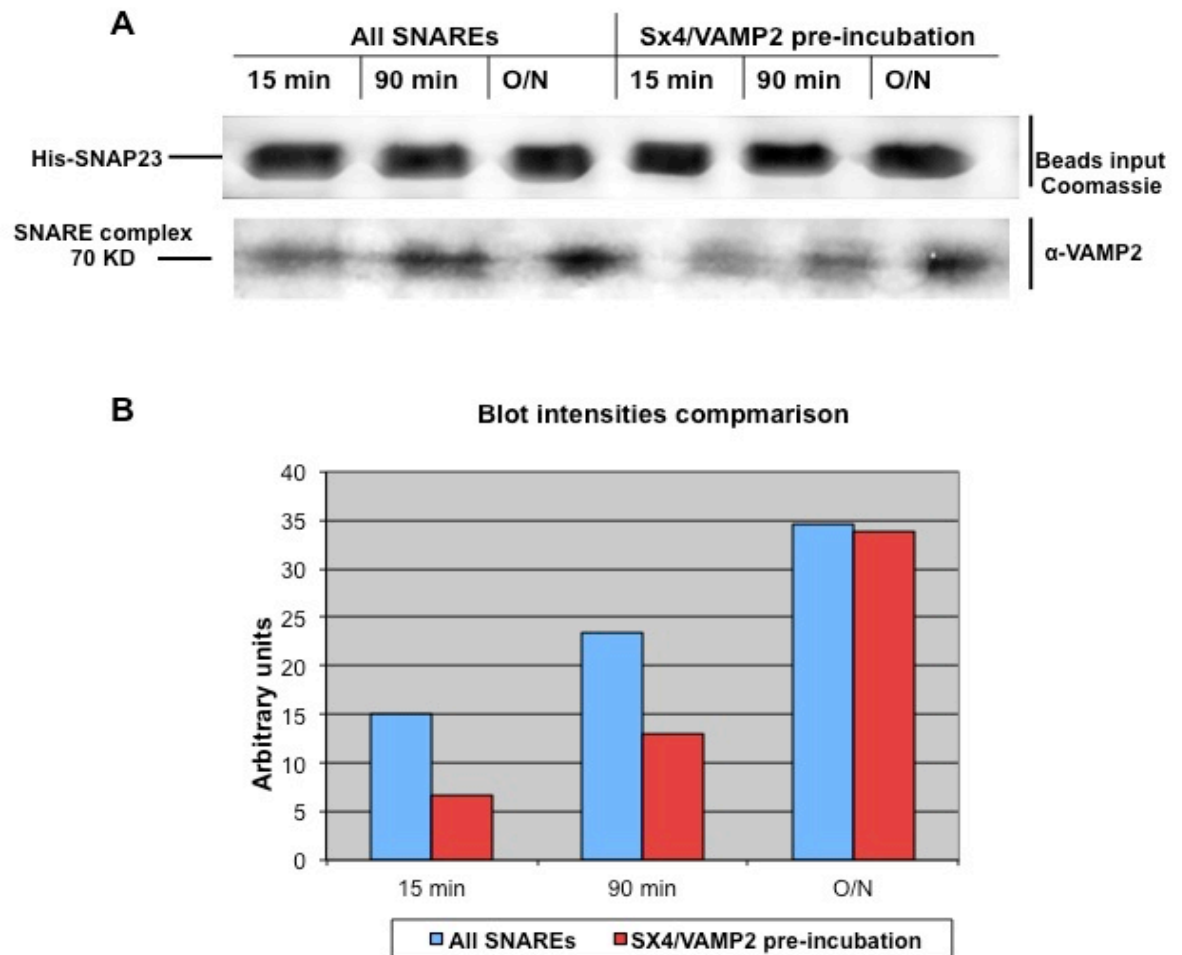 A
All SNAREs Sx4/VAMP2 pre-incubation
15 min 90 min O/N 15 min 90 min O/N
His-SNAP23
Beads input
Coomassie
SNARE complex
70 KD
α-VAMP2
B
Blot intensities compmarison
Arbitrary units
40
35
30
25
20
15
10
5
0
15 min 90 min O/N
All SNAREs SX4/VAMP2 pre-incubation